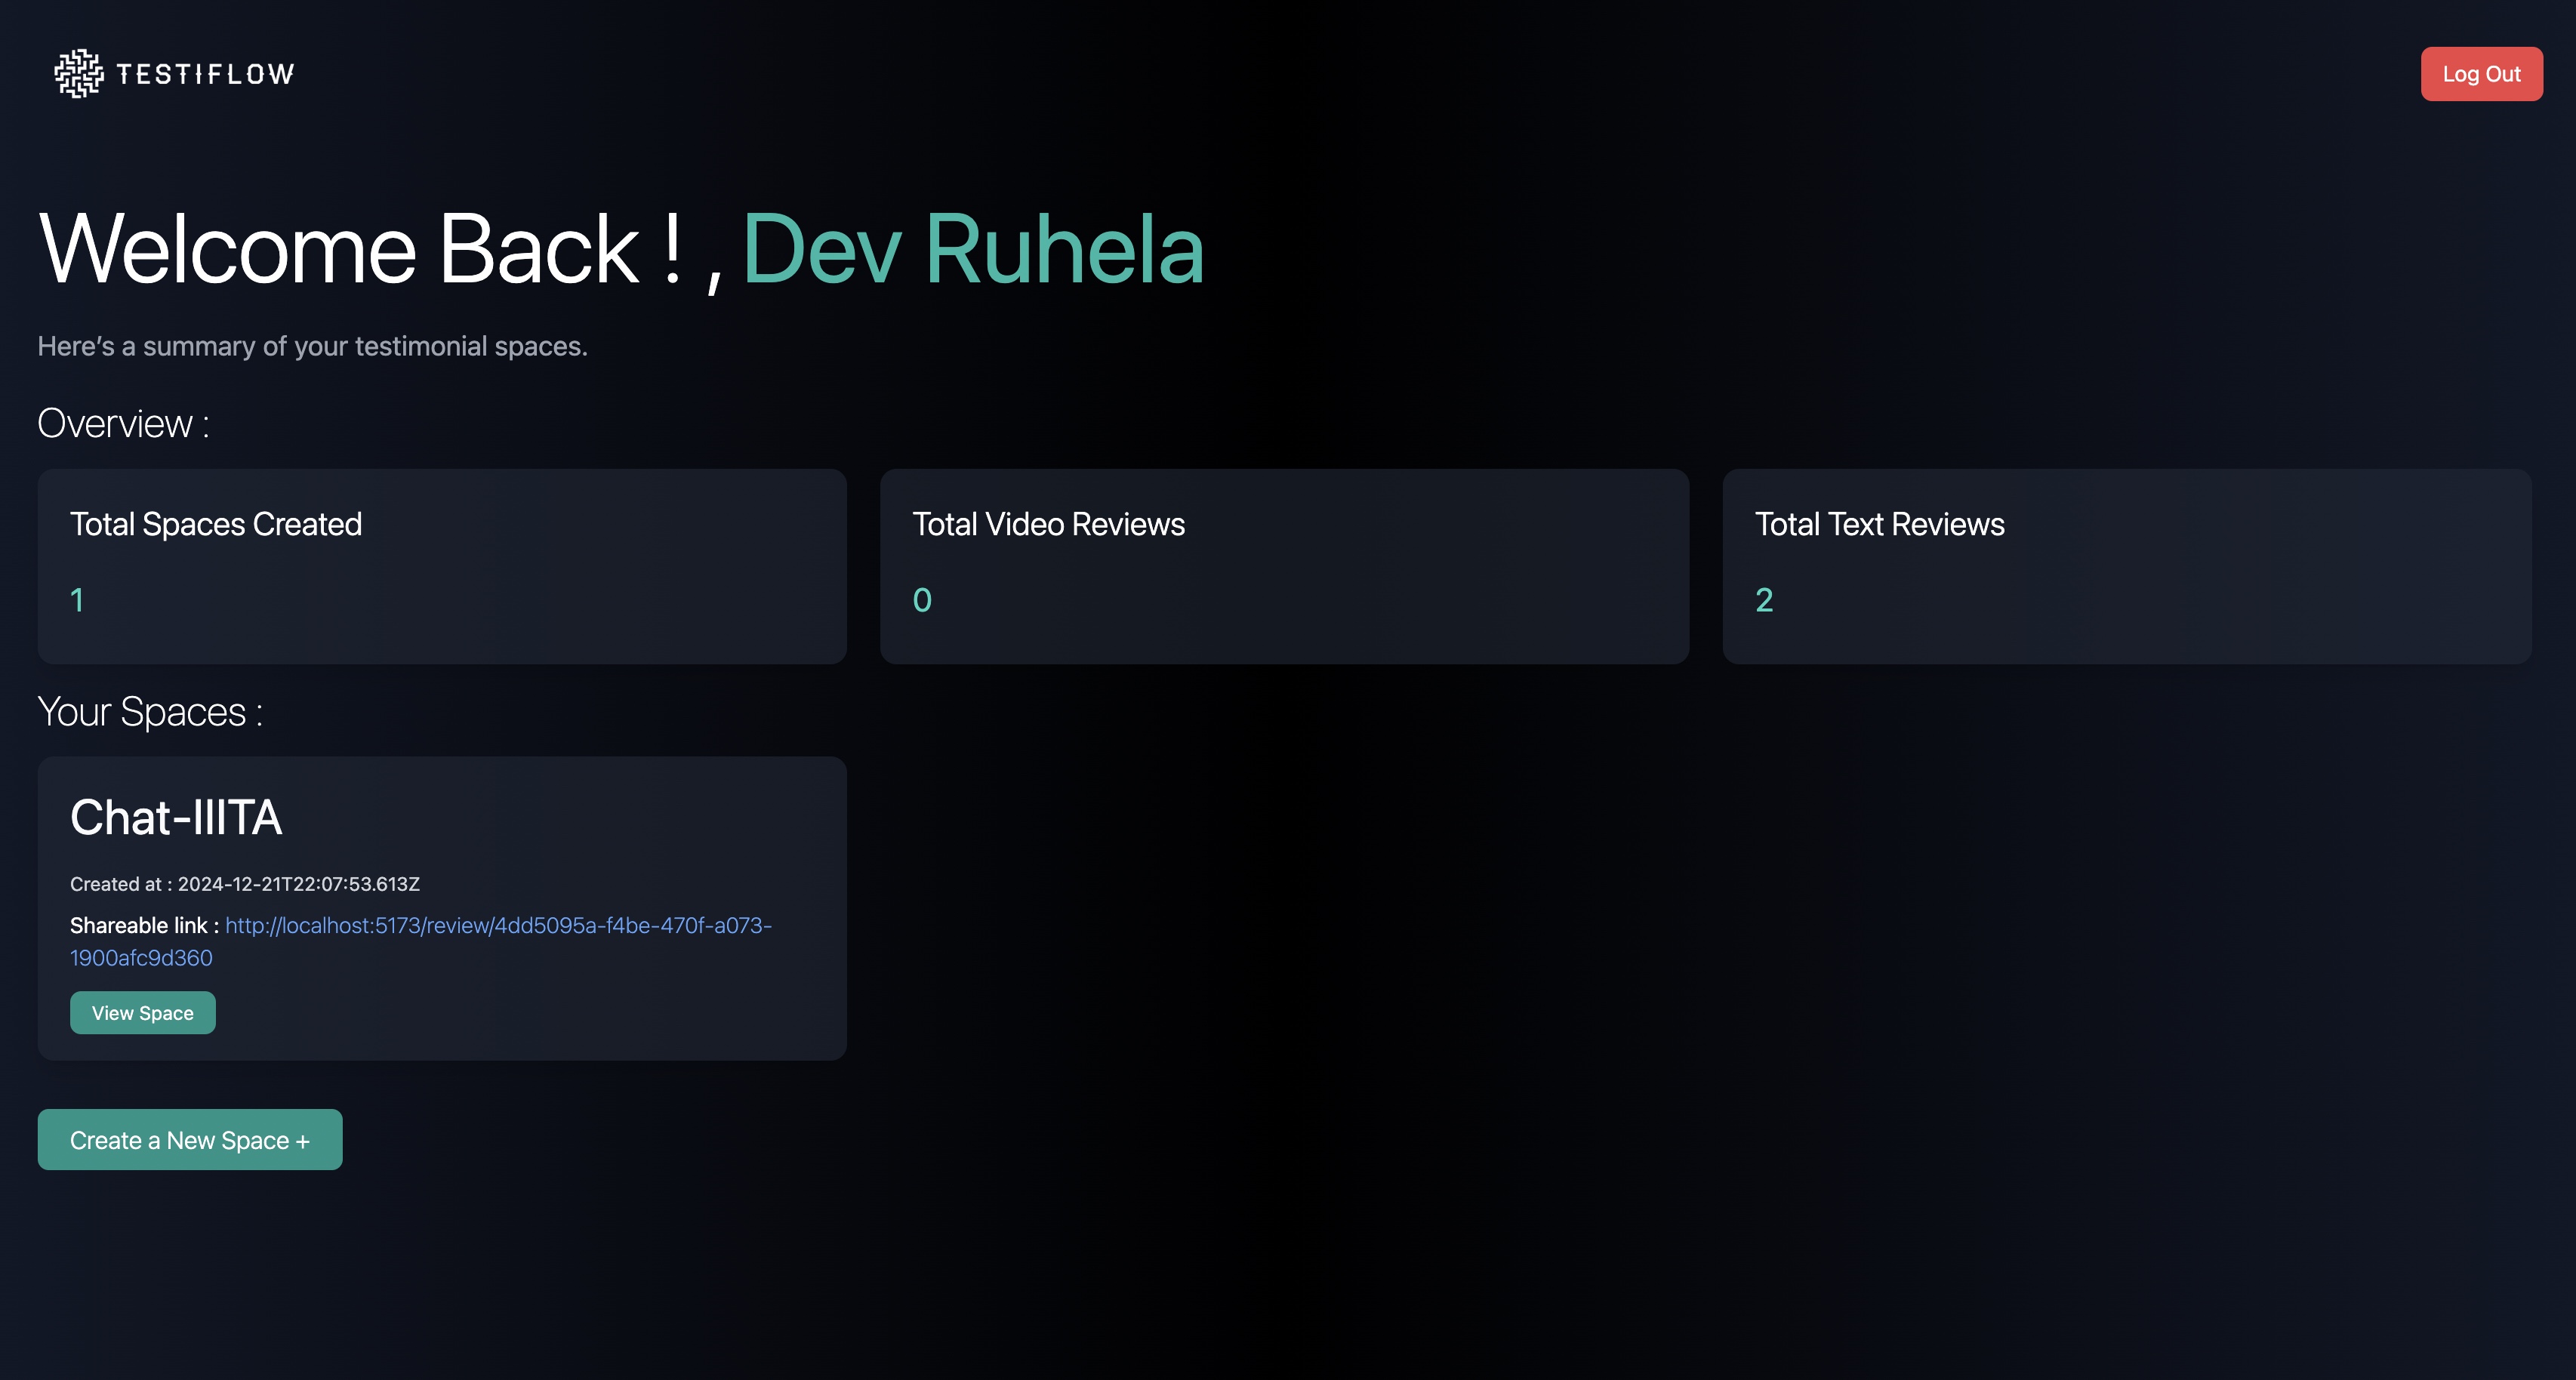 TESTIFLOW
Log Out
Welcome Back ! , Dev Ruhela
Here's a summary of your testimonial spaces.
Overview :
Total Spaces Created
1
Total Video Reviews
0
Total Text Reviews
2
Your Spaces :
Chat-IIITA
Created at : 2024-12-21T22:07:53.613Z
Shareable link : http://localhost:5173/review/4dd5095a-f4be-470f-a073-
1900afc9d360
View Space
Create a New Space +